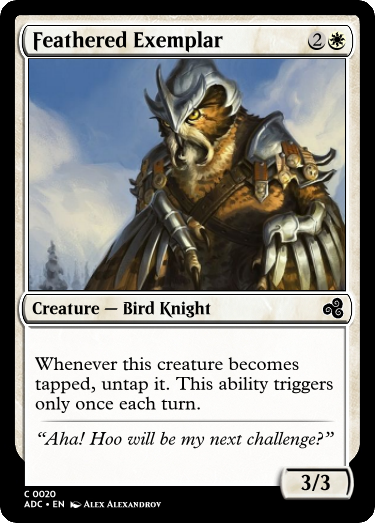 Feathered Exemplar 2
Creature — Bird Knight
Whenever this creature becomes
tapped, untap it. This ability triggers
only once each turn.
“Aha! Hoo will be my next challenge?”
3/3
C 0020
ADC • EN Alex Alexandrov